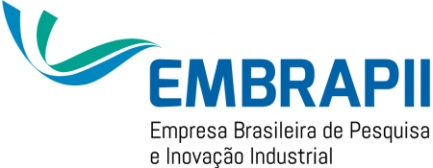 EMBRAPII
Empresa Brasileira de Pesquisa
e Inovação Industrial